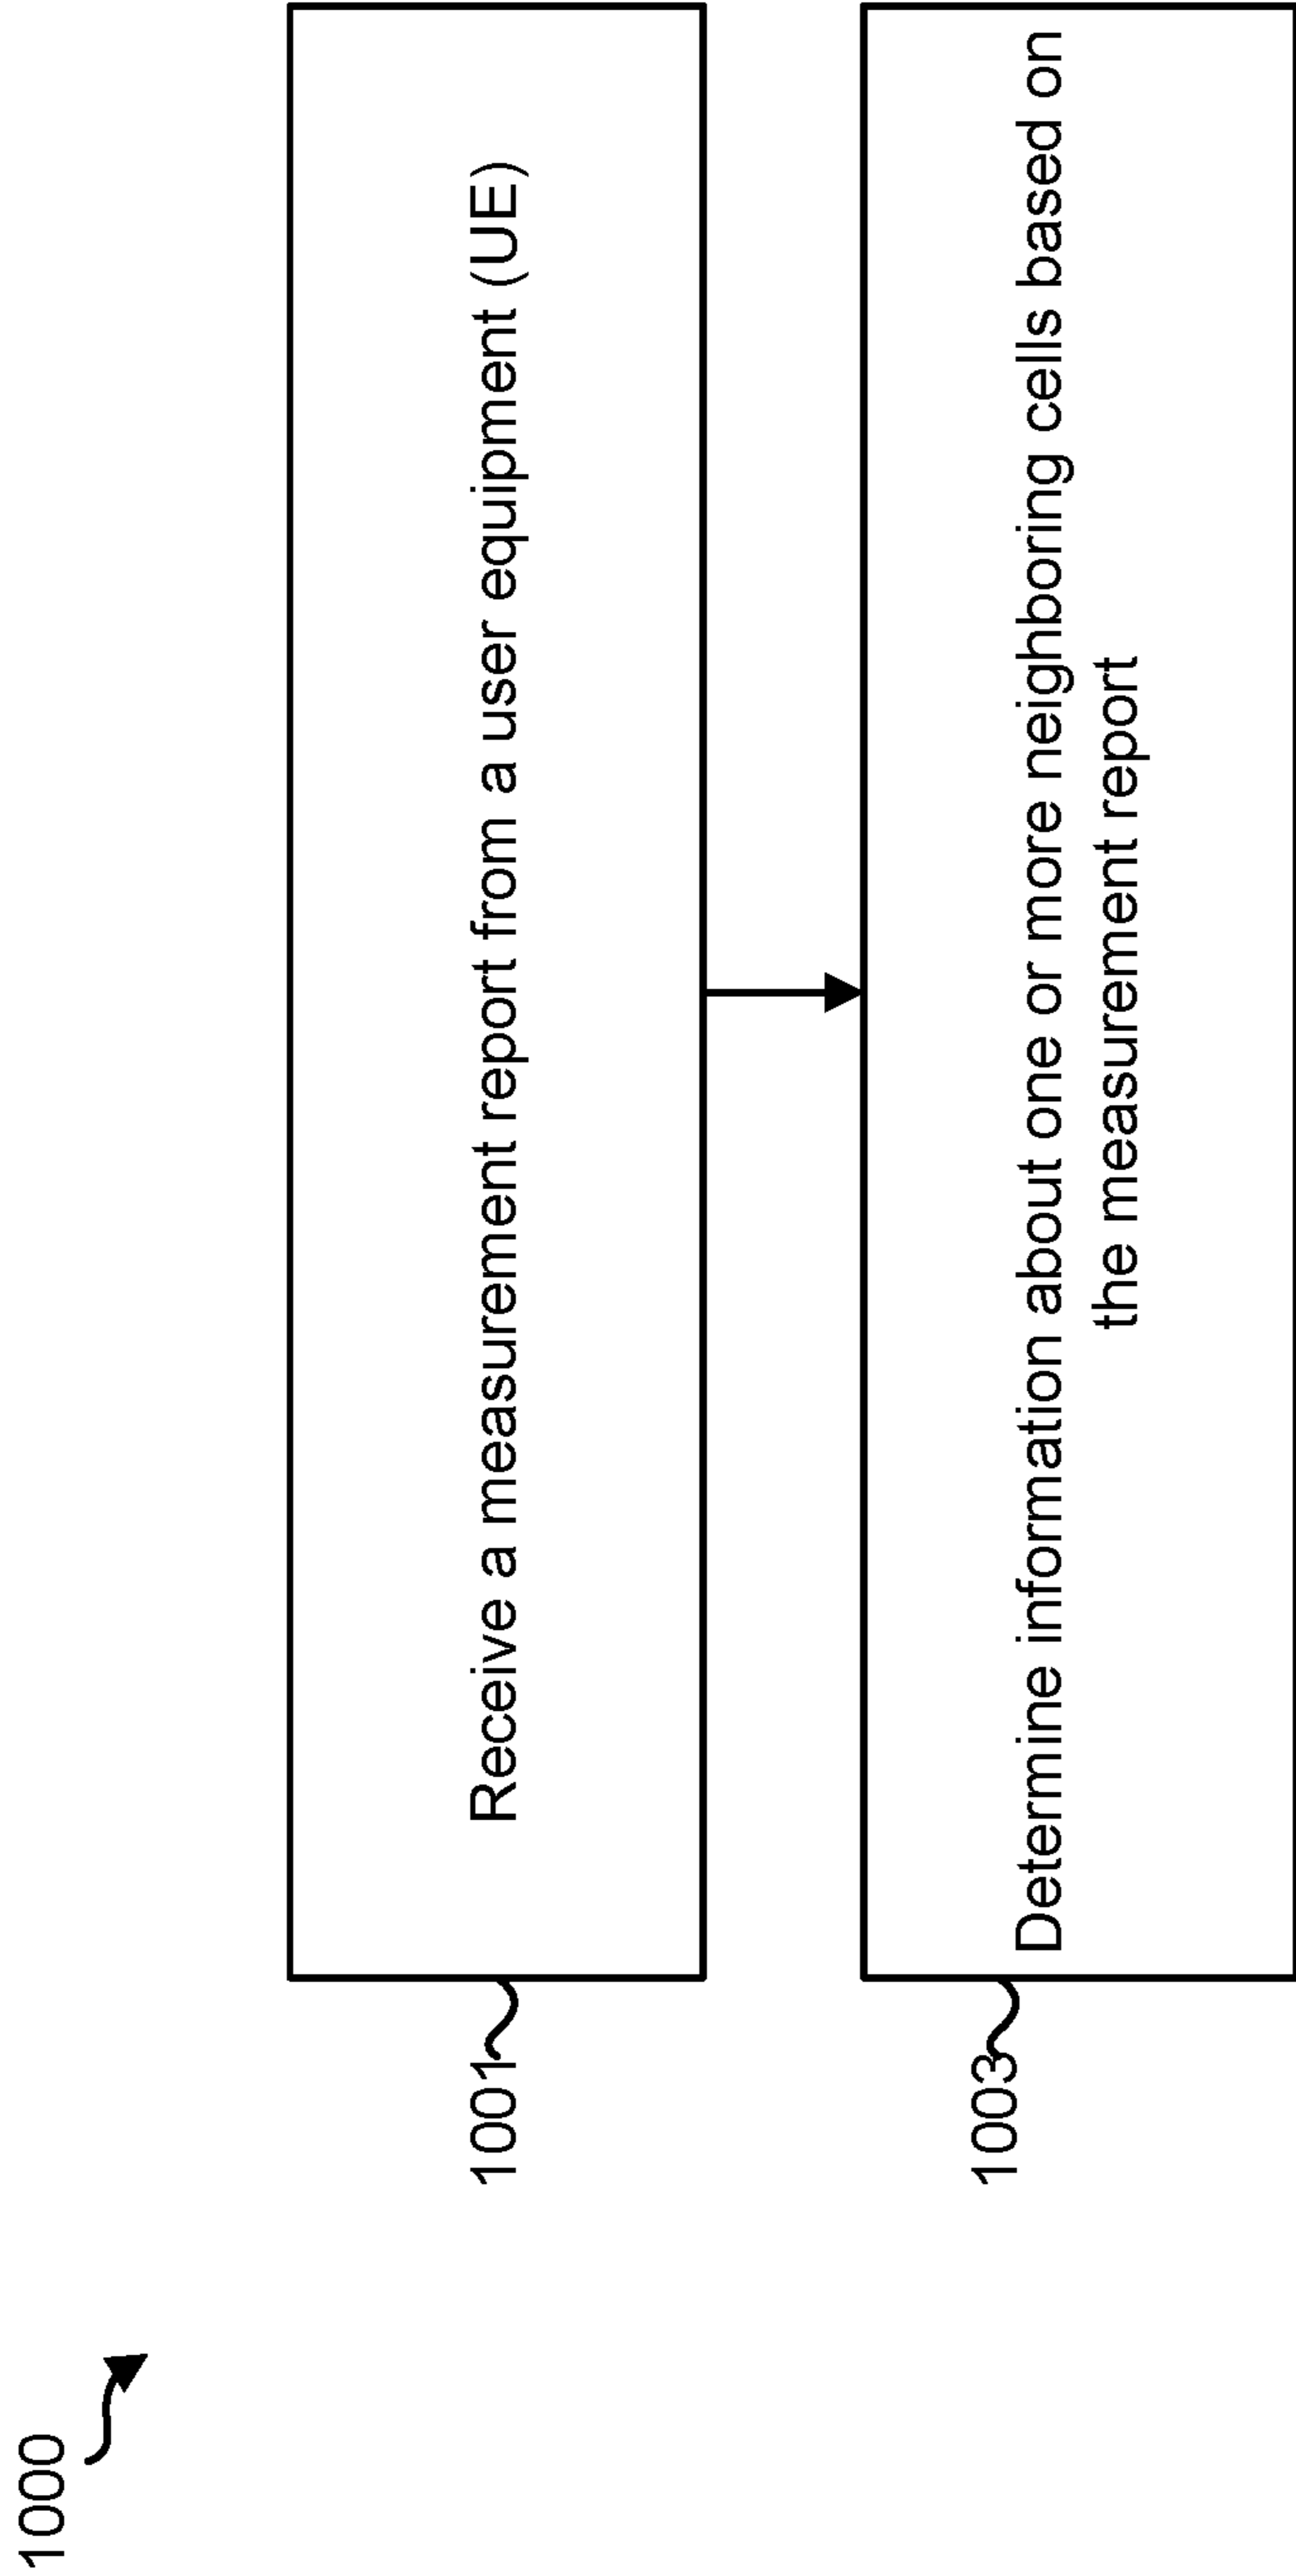 1000
1001
Receive a measurement report from a user equipment (UE)
1003
Determine information about one or more neighboring cells based on
the measurement report